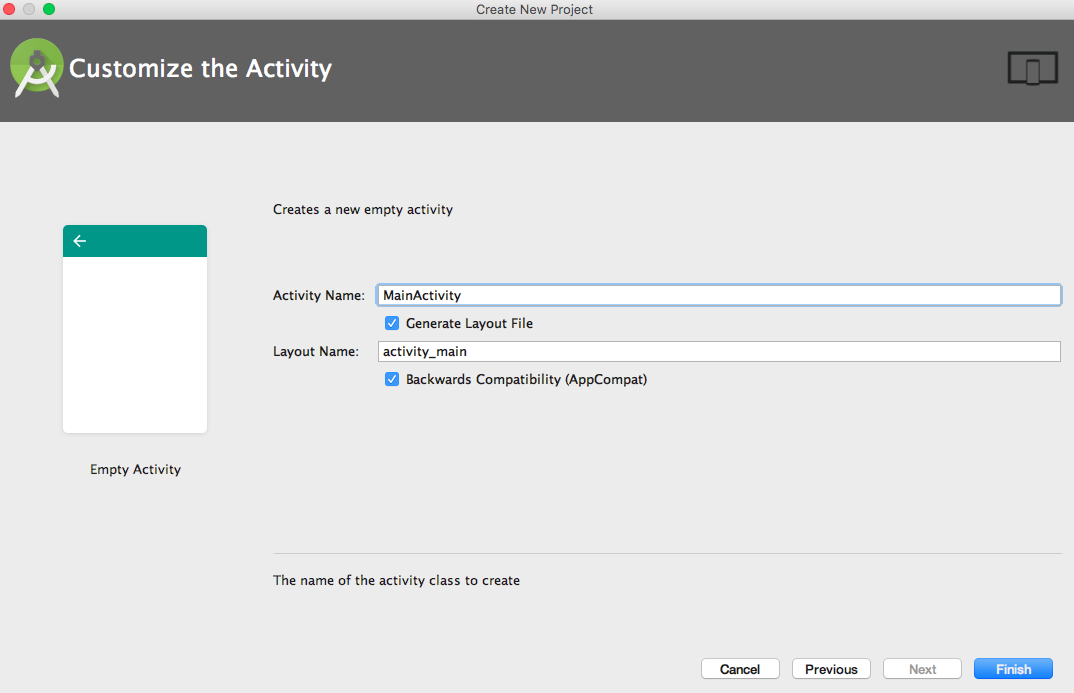 Create New Project
Customize the Activity
Creates a new empty activity
Activity Name: MainActivity
Generate Layout File
Layout Name: activity_main
Backwards Compatibility (AppCompat)
Empty Activity
The name of the activity class to create
Cancel Previous Next Finish